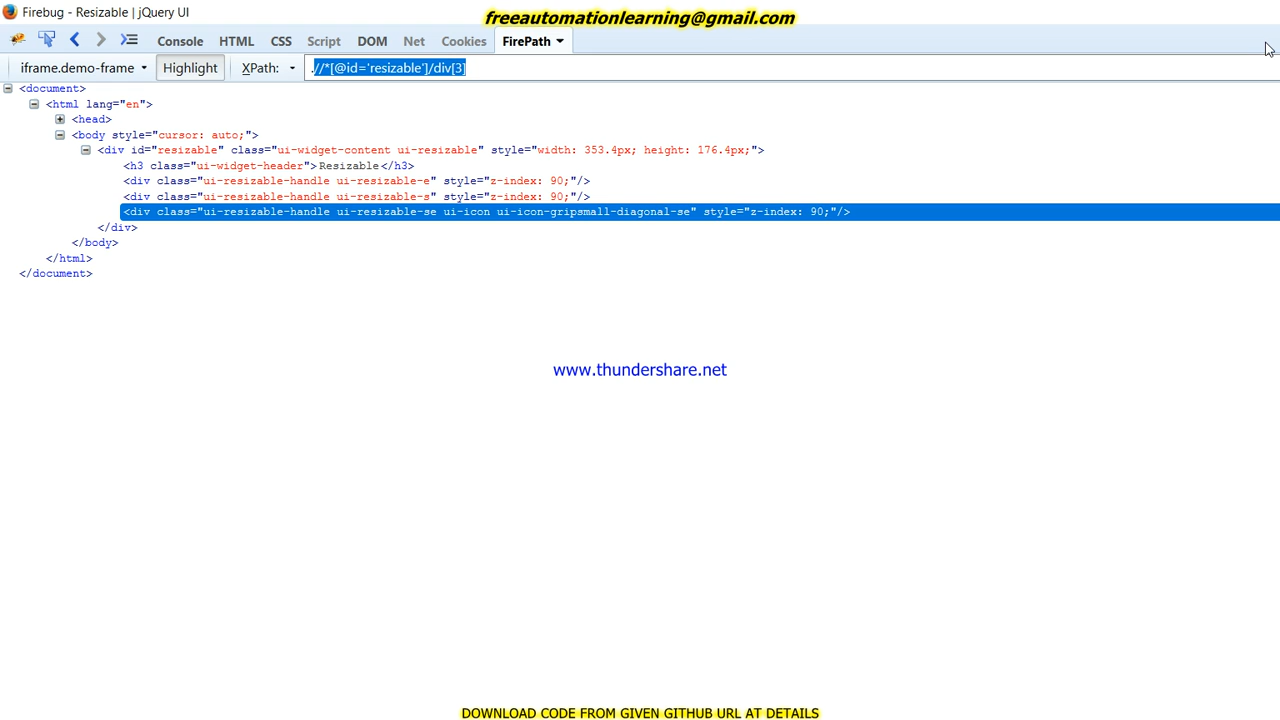 Firebug - Resizable | jQuery UI
freeautomationlearning@gmail.com
Console HTML CSS Script DOM Net Cookies FirePath
iframe.demo-frame Highlight XPath: .//*[@id='resizable']/div[3]
<document>
<html lang="en">
<head>
<body style="cursor: auto;">
<div id="resizable" class="ui-widget-content ui-resizable" style="width: 353.4px; height: 176.4px;">
<h3 class="ui-widget-header">Resizable</h3>
<div class="ui-resizable-handle ui-resizable-e" style="z-index: 90;"/>
<div class="ui-resizable-handle ui-resizable-s" style="z-index: 90;"/>
<div class="ui-resizable-handle ui-resizable-se ui-icon ui-icon-gripsmall-diagonal-se" style="z-index: 90;"/>
</div>
</body>
</html>
</document>
www.thundershare.net
DOWNLOAD CODE FROM GIVEN GITHUB URL AT DETAILS